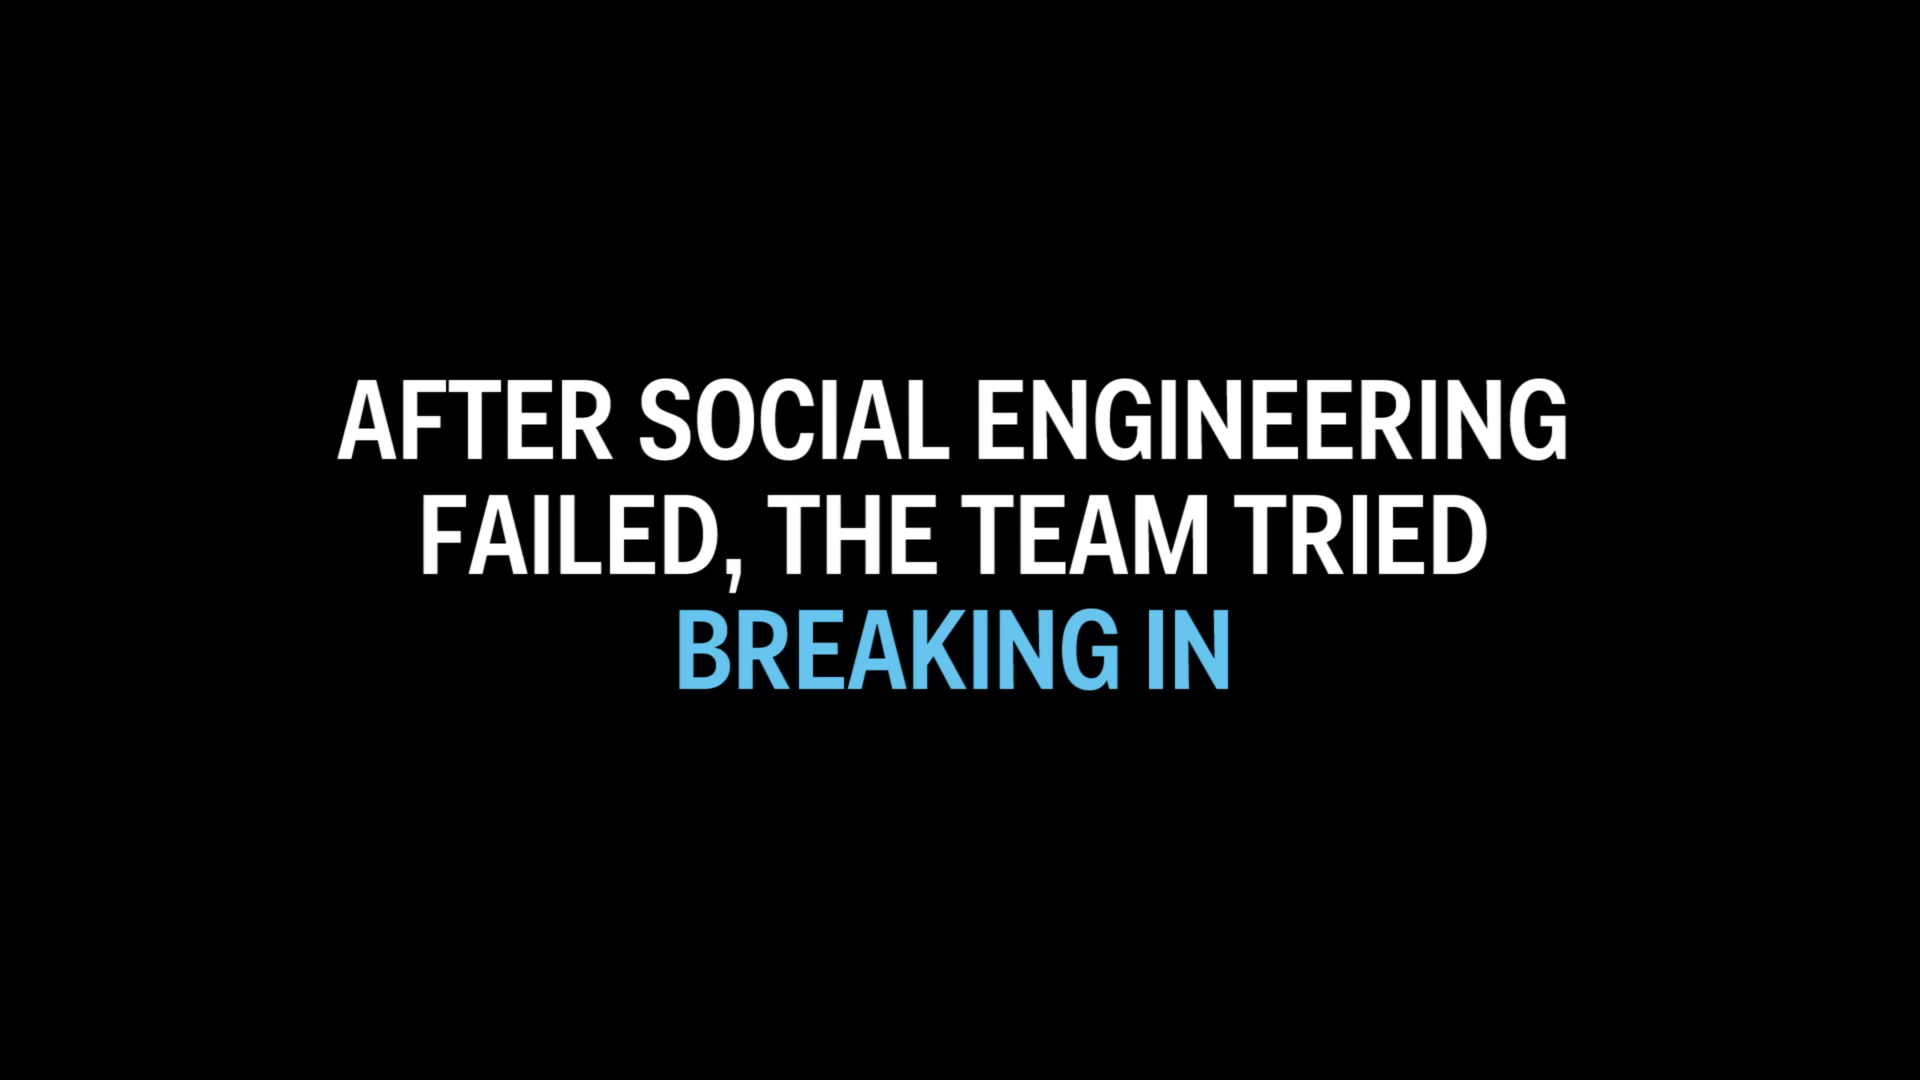 AFTER SOCIAL ENGINEERING
FAILED, THE TEAM TRIED
BREAKING IN